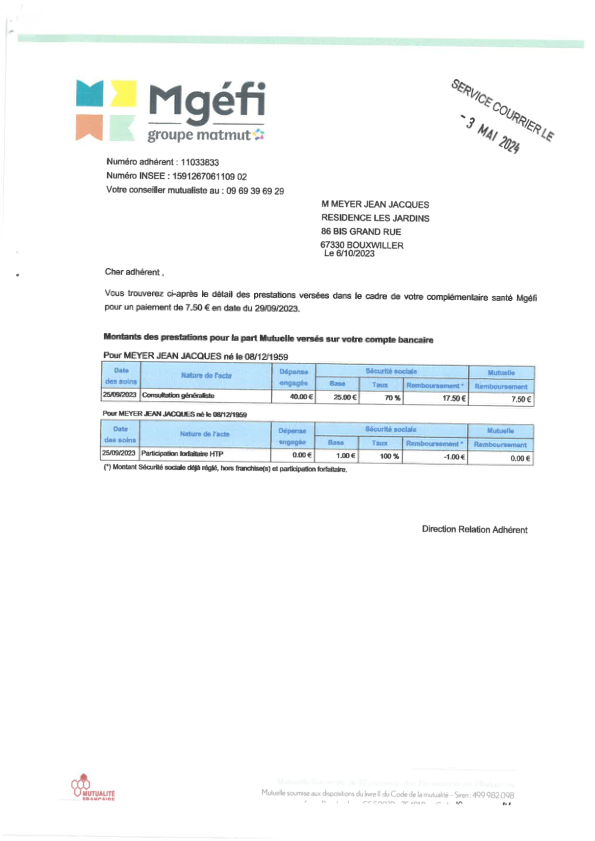 Mgéfi
groupe matmut
SERVICE COURRIER LE
- 3 MAI 2024
Numéro adhérent : 11033833
Numéro INSEE : 1591267061109 02
Votre conseiller mutualiste au : 09 69 39 69 29
M MEYER JEAN JACQUES
RESIDENCE LES JARDINS
86 BIS GRAND RUE
67330 BOUXWILLER
Le 6/10/2023
Cher adhérent ,
Vous trouverez ci-après le détail des prestations versées dans le cadre de votre complémentaire santé Mgéfi
pour un paiement de 7.50 € en date du 29/09/2023.
Montants des prestations pour la part Mutuelle versés sur votre compte bancaire
Pour MEYER JEAN JACQUES né le 08/12/1959
Date des soins Nature de l'acte Dépense engagée Sécurité sociale Mutuelle
Base Taux Remboursement * Remboursement
25/09/2023 Consultation généraliste 40.00 € 25.00 € 70 % 17.50 € 7.50 €
Pour MEYER JEAN JACQUES né le 08/12/1959
Date des soins Nature de l'acte Dépense engagée Sécurité sociale Mutuelle
Base Taux Remboursement * Remboursement
25/09/2023 Participation forfaitaire HTP 0.00 € 1.00 € 100 % -1.00 € 0.00 €
(*) Montant Sécurité sociale déjà réglé, hors franchise(s) et participation forfaitaire.
Direction Relation Adhérent
MUTUALITÉ
FRANÇAISE
Mutuelle soumise aux dispositions du livre II du Code de la mutualité - Siren : 499 982 098